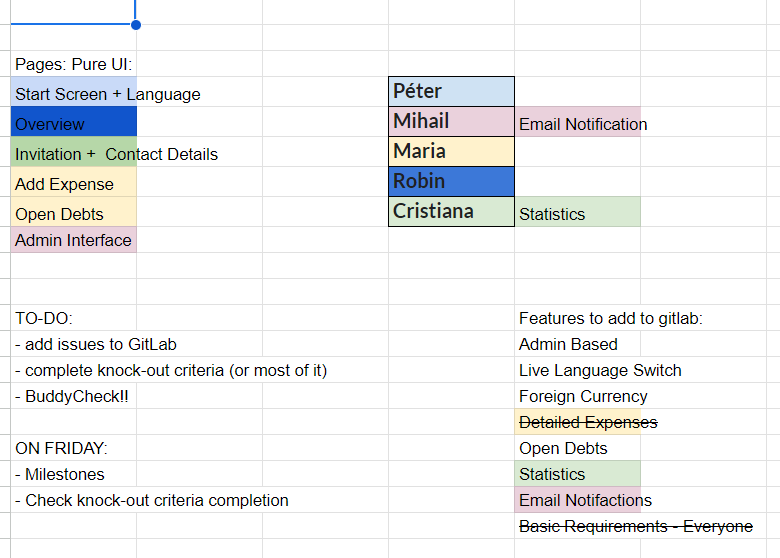 Pages: Pure UI:
Start Screen + Language
Overview
Invitation + Contact Details
Add Expense
Open Debts
Admin Interface
Péter
Mihail
Email Notification
Maria
Robin
Cristiana
Statistics
TO-DO:
- add issues to GitLab
- complete knock-out criteria (or most of it)
- BuddyCheck!!
ON FRIDAY:
- Milestones
- Check knock-out criteria completion
Features to add to gitlab:
Admin Based
Live Language Switch
Foreign Currency
Detailed Expenses
Open Debts
Statistics
Email Notifactions
Basic Requirements - Everyone